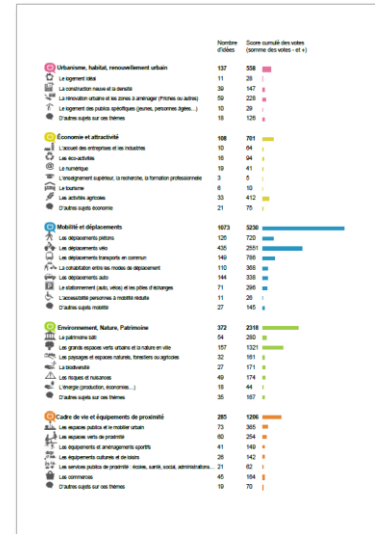 Nombre d'idées
Score cumulé des votes (somme des votes - et +)
Urbanisme, habitat, renouvellement urbain 137 550
Le logement idéal 11 28
La construction neuve et la densité 39 147
La rénovation urbaine et les zones à aménager (Friches ou autres) 59 228
Le logement des publics spécifiques (jeunes, personnes âgées...) 10 29
D'autres sujets sur ces thèmes 18 126
Économie et attractivité 108 701
L'accueil des entreprises et les industries 10 64
Les éco-activités 16 94
Le numérique 19 41
L'enseignement supérieur, la recherche, la formation professionnelle 3 5
Le tourisme 6 10
Les activités agricoles 33 412
D'autres sujets économie 21 75
Mobilité et déplacements 1073 5230
Les déplacements piétons 126 720
Les déplacements vélo 435 2551
Les déplacements transports en commun 149 788
La cohabitation entre les modes de déplacement 110 368
Les déplacements auto 144 338
Le stationnement (auto, vélos) et les pôles d'échanges 71 296
L'accessibilité personnes à mobilité réduite 11 28
D'autres sujets mobilité 27 145
Environnement, Nature, Patrimoine 372 2318
Le patrimoine bâti 54 280
Les grands espaces verts urbains et la nature en ville 157 1321
Les paysages et espaces naturels, forestiers ou agricoles 32 161
La biodiversité 27 171
Les risques et nuisances 49 174
L'énergie (production, économies...) 18 44
D'autres sujets sur ces thèmes 35 167
Cadre de vie et équipements de proximité 285 1206
Les espaces publics et le mobilier urbain 73 365
Les espaces verts de proximité 60 254
Les équipements et aménagements sportifs 41 149
Les équipements culturels et de loisirs 26 142
Les services publics de proximité : écoles, santé, social, administrations... 21 62
Les commerces 45 164
D'autres sujets sur ces thèmes 19 70